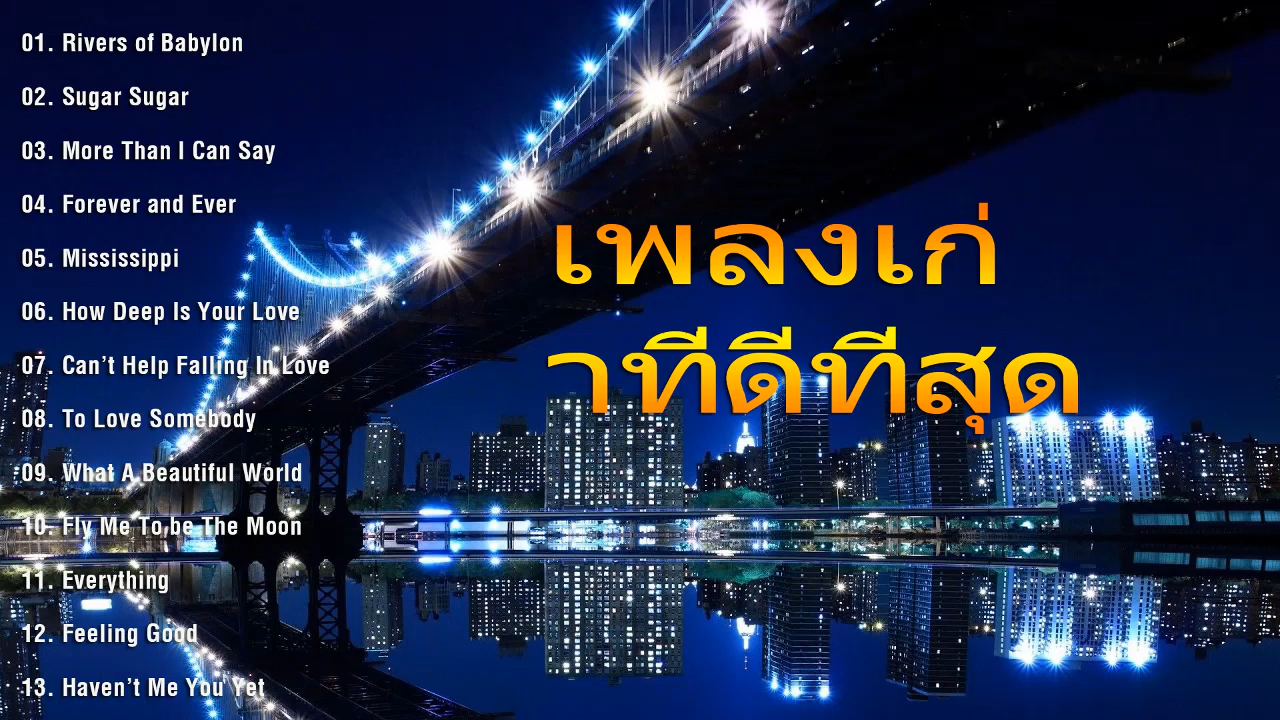 01. Rivers of Babylon
02. Sugar Sugar
03. More Than I Can Say
04. Forever and Ever
05. Mississippi
06. How Deep Is Your Love
07. Can’t Help Falling In Love
08. To Love Somebody
09. What A Beautiful World
10. Fly Me To,be The Moon
11. Everything
12. Feeling Good
13. Haven’t Me You Yet
เพลงเก่
าทีดีทีสุด